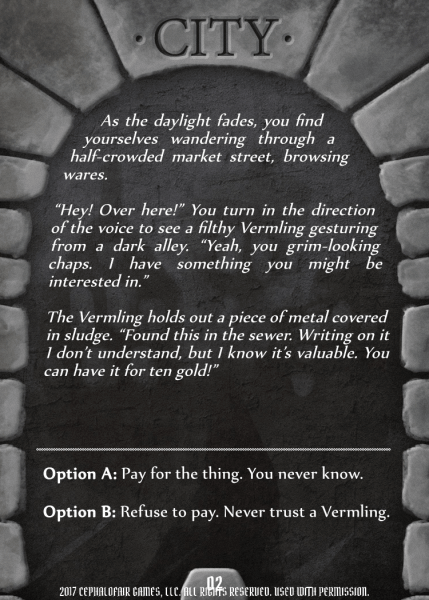 · CITY ·
As the daylight fades, you find
yourselves wandering through a
half-crowded market street, browsing
wares.
“Hey! Over here!” You turn in the direction
of the voice to see a filthy Vermling gesturing
from a dark alley. “Yeah, you grim-looking
chaps. I have something you might be
interested in.”
The Vermling holds out a piece of metal covered
in sludge. “Found this in the sewer. Writing on it
I don’t understand, but I know it’s valuable. You
can have it for ten gold!”
Option A: Pay for the thing. You never know.
Option B: Refuse to pay. Never trust a Vermling.
02
2017 CEPHALOFAIR GAMES, LLC. ALL RIGHTS RESERVED. USED WITH PERMISSION.